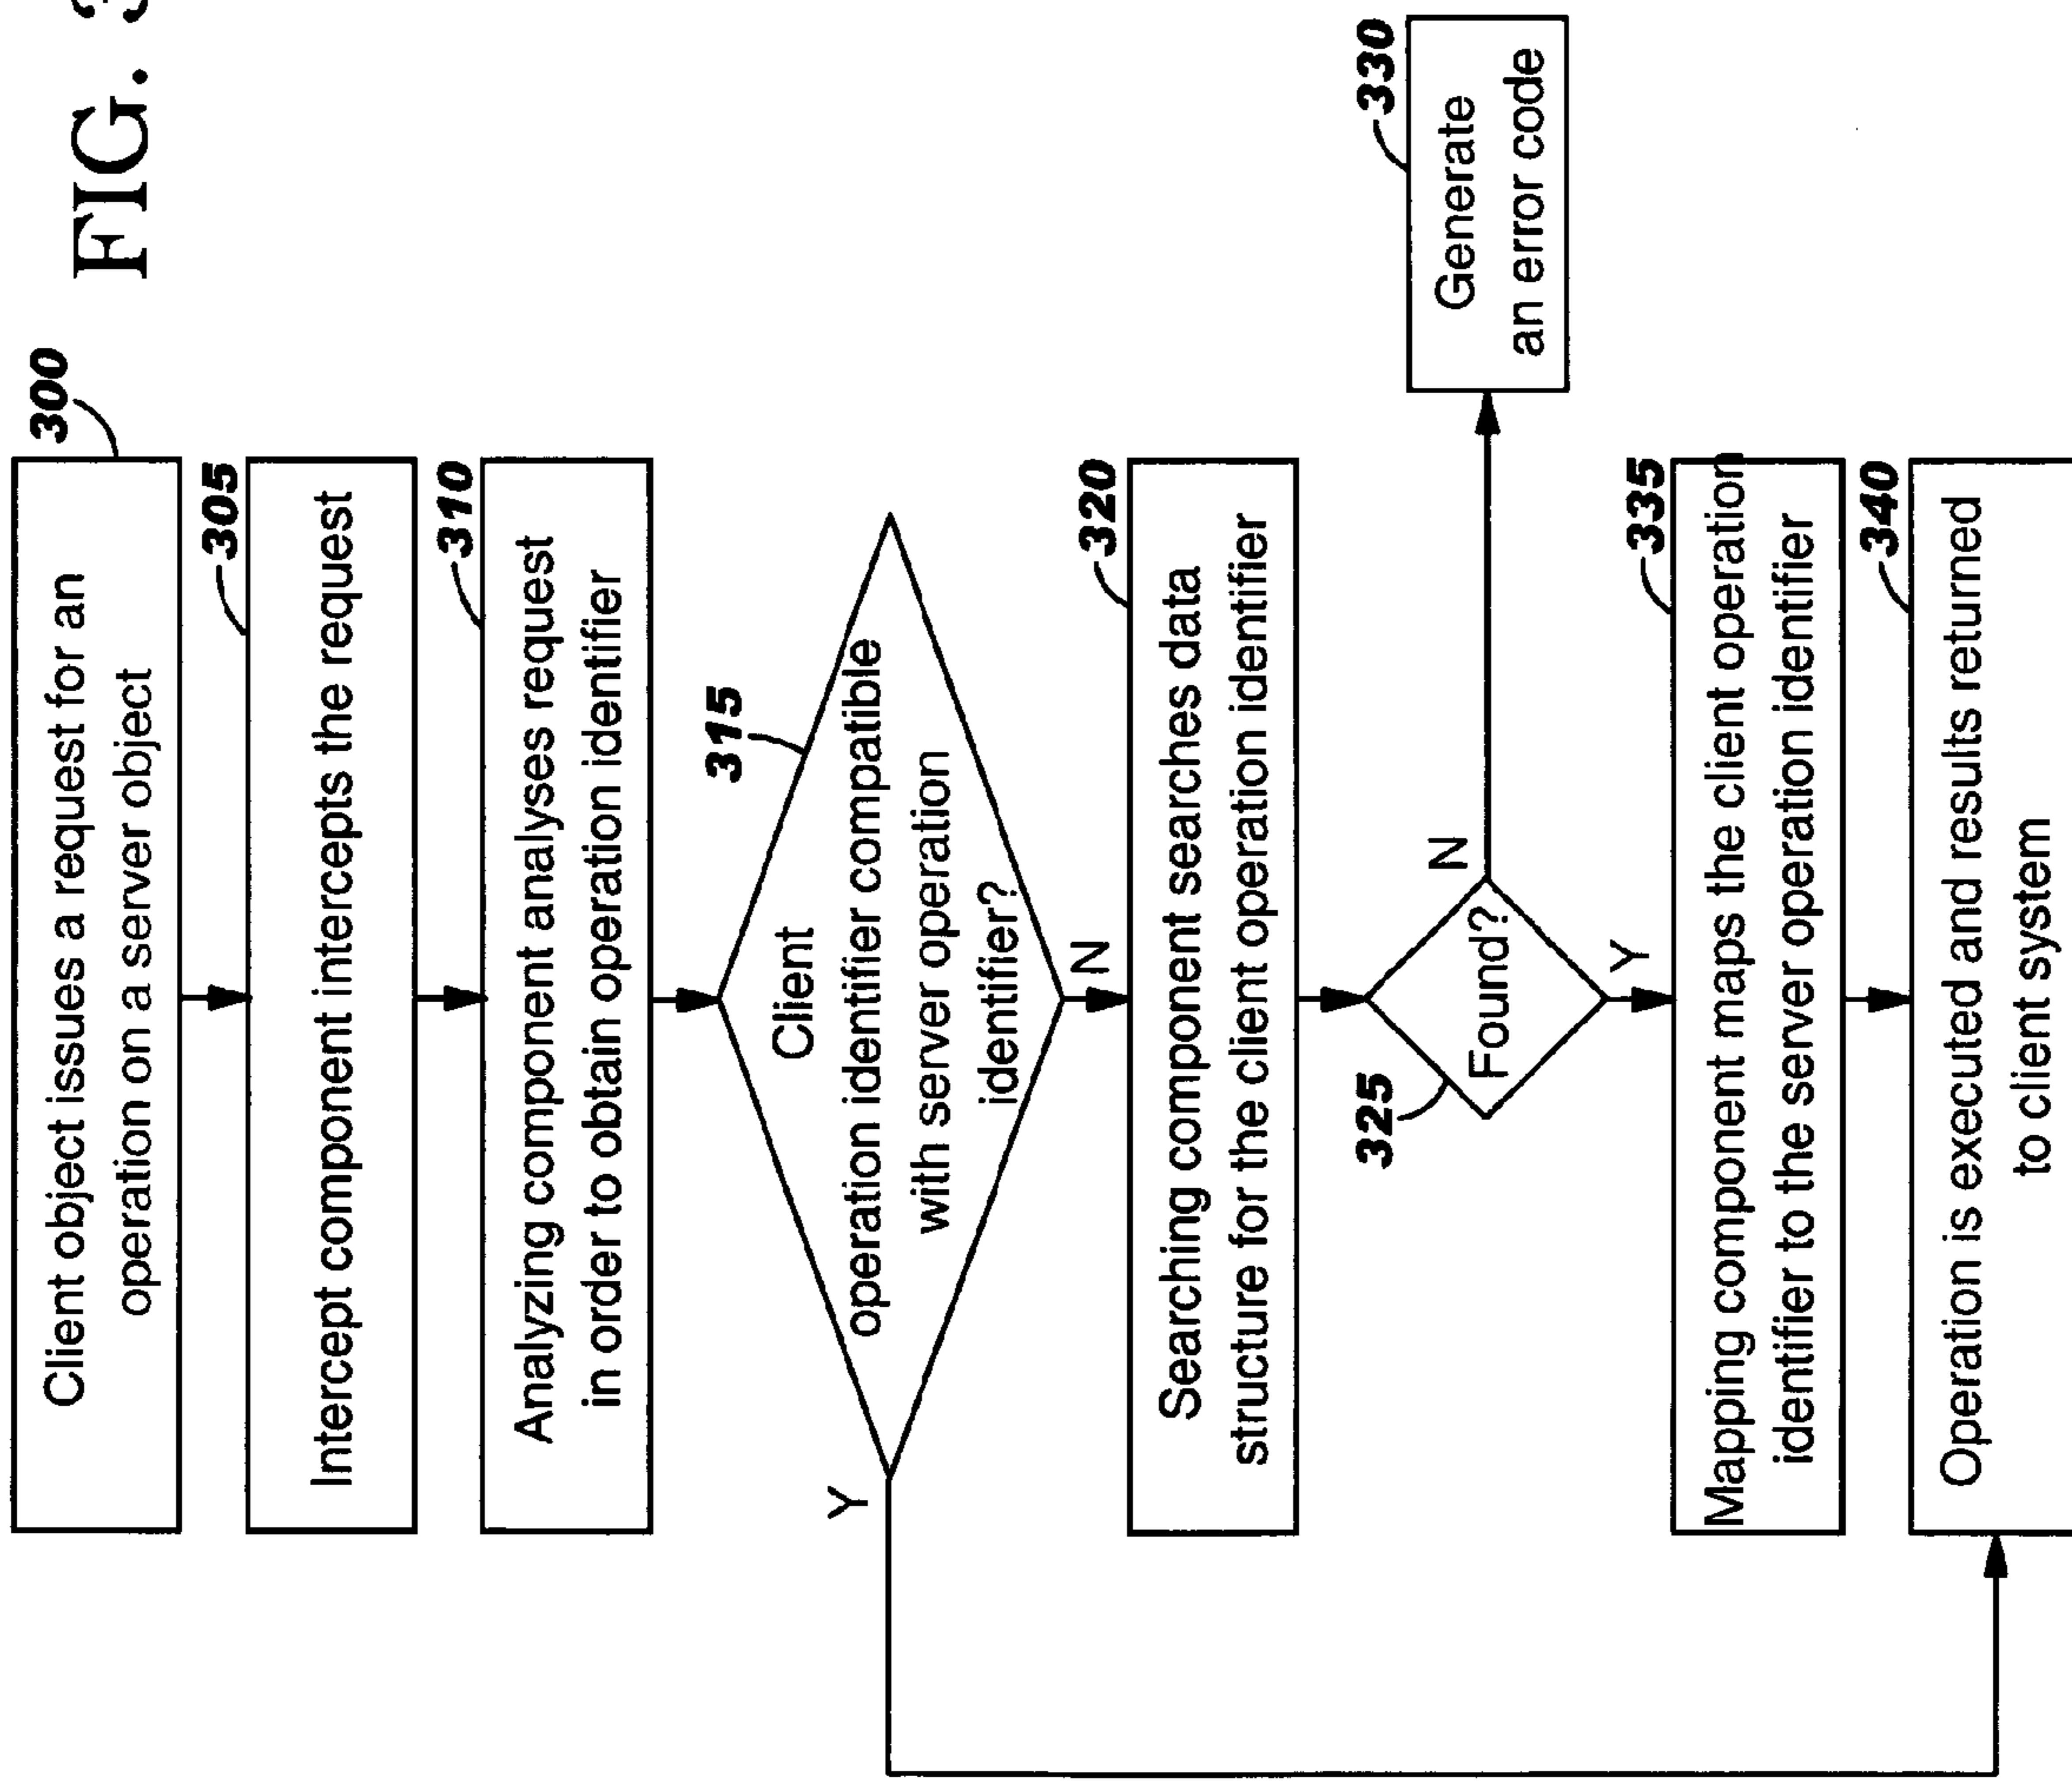 FIG. 3
300
Client object issues a request for an
operation on a server object
305
Intercept component intercepts the request
310
Analyzing component analyses request
in order to obtain operation identifier
315
Client
operation identifier compatible
with server operation
identifier?
Y
N
320
Searching component searches data
structure for the client operation identifier
325
Found?
N
330
Generate
an error code
Y
335
Mapping component maps the client operation
identifier to the server operation identifier
340
Operation is executed and results returned
to client system